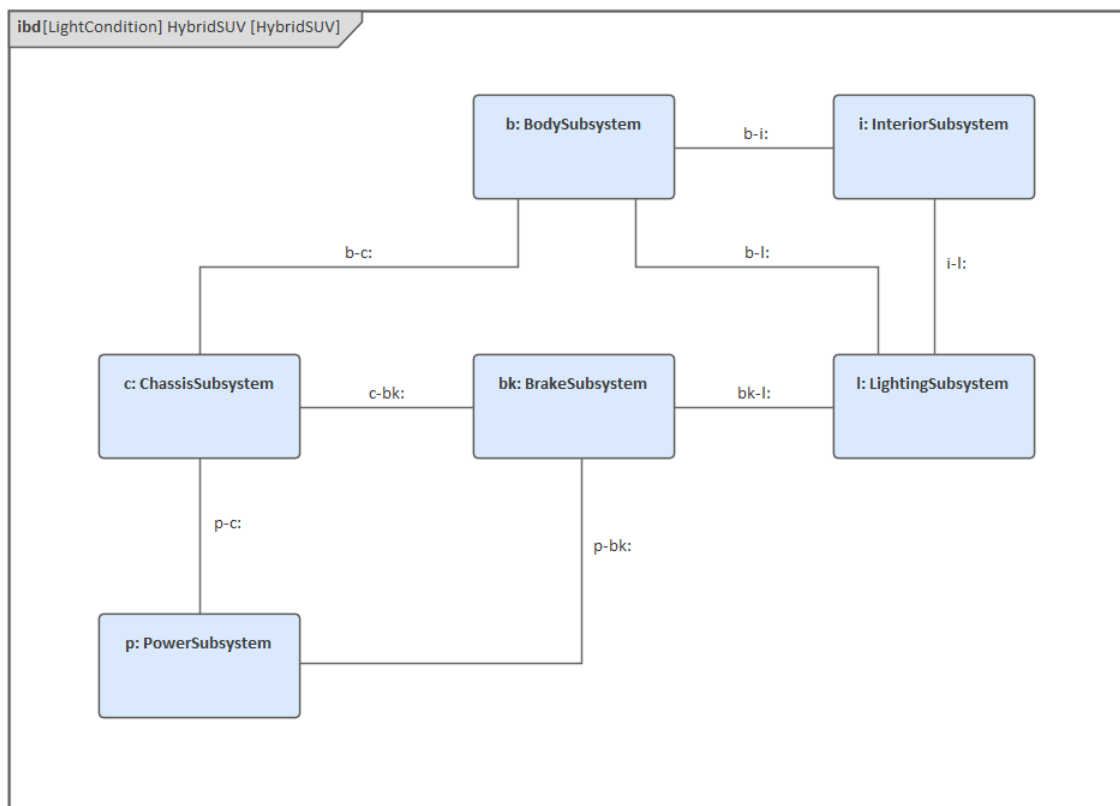 ibd[LightCondition] HybridSUV [HybridSUV]
b: BodySubsystem
b-i:
i: InteriorSubsystem
b-c:
b-l:
i-l:
c: ChassisSubsystem
c-bk:
bk: BrakeSubsystem
bk-l:
l: LightingSubsystem
p-c:
p-bk:
p: PowerSubsystem